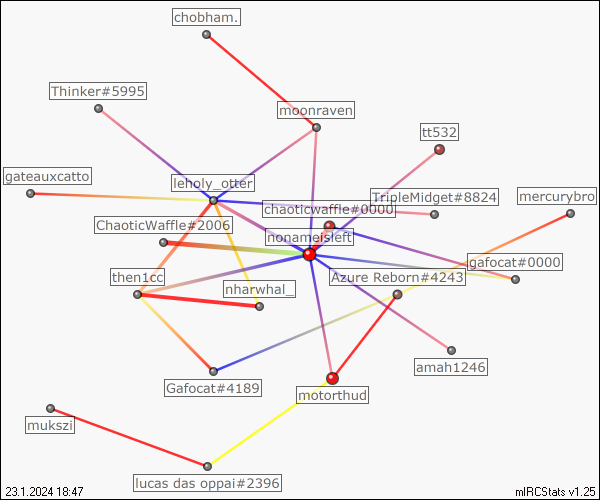 chobham.
Thinker#5995
moonraven
tt532
gateauxcatto
leholy_otter
TripleMidget#8824
mercurybro
chaoticwaffle#0000
ChaoticWaffle#2006
nonameisleft
gafocat#0000
then1cc
Azure Reborn#4243
nharwhal_
amah1246
Gafocat#4189
motorthud
mukszi
lucas das oppai#2396
23.1.2024 18:47
mIRCStats v1.25